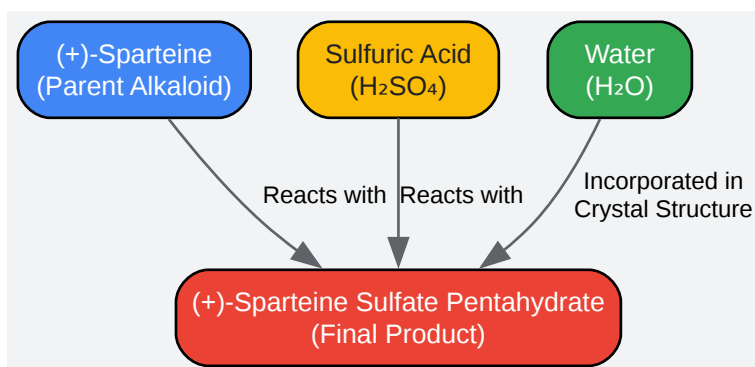 (+)-Sparteine
(Parent Alkaloid)
Sulfuric Acid
(H₂SO₄)
Water
(H₂O)
Reacts with
Reacts with
Incorporated in
Crystal Structure
(+)-Sparteine Sulfate Pentahydrate
(Final Product)